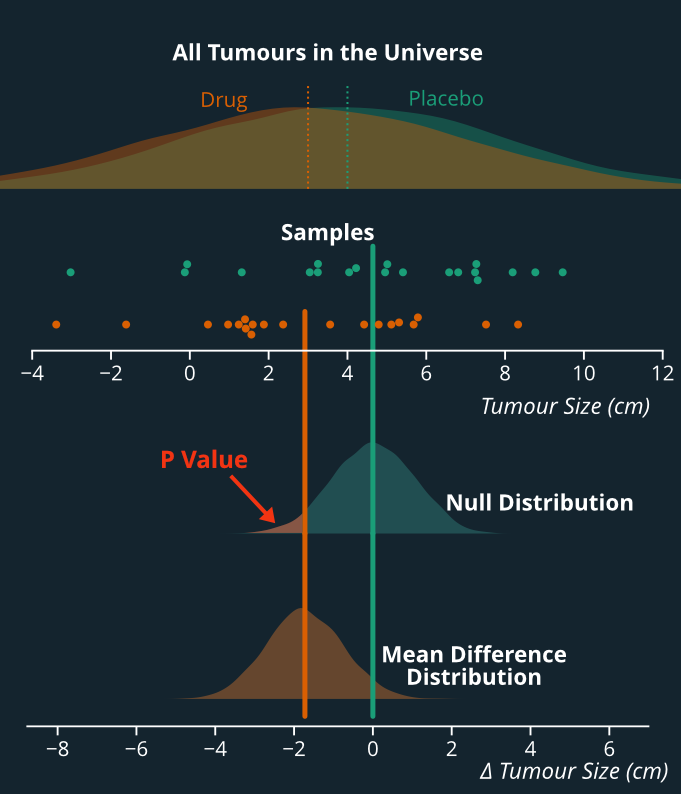 All Tumours in the Universe
Drug
Placebo
Samples
−4 −2 0 2 4 6 8 10 12
Tumour Size (cm)
P Value
Null Distribution
Mean Difference
Distribution
−8 −6 −4 −2 0 2 4 6
Δ Tumour Size (cm)